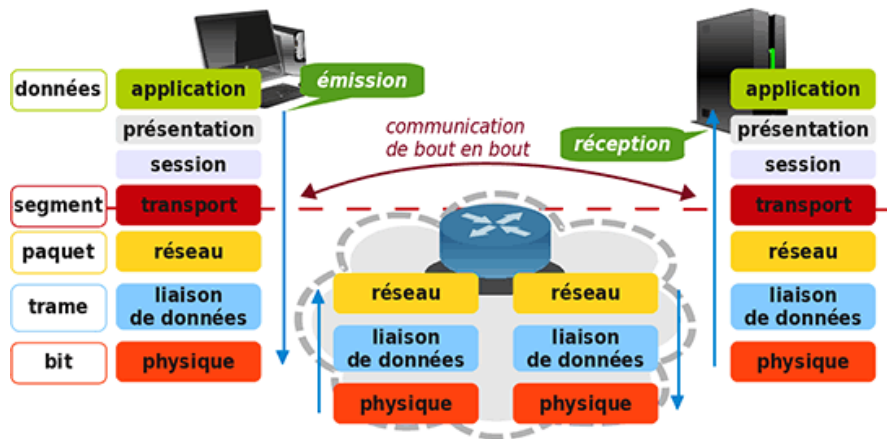 émission
données
application
application
présentation
communication
de bout en bout
réception
présentation
session
session
segment
transport
transport
paquet
réseau
réseau
réseau
réseau
trame
liaison
de données
liaison
de données
liaison
de données
liaison
de données
bit
physique
physique
physique
physique